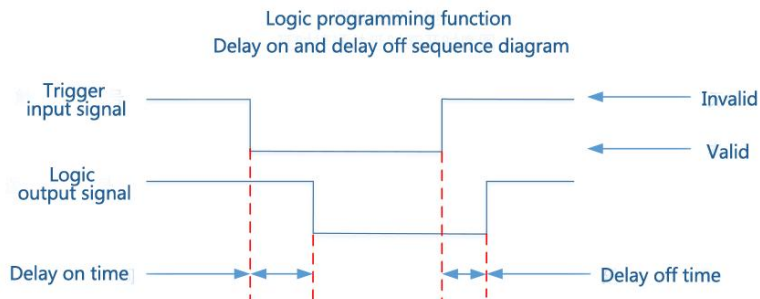 Logic programming function
Delay on and delay off sequence diagram
Trigger
input signal
Invalid
Valid
Logic
output signal
Delay on time
Delay off time